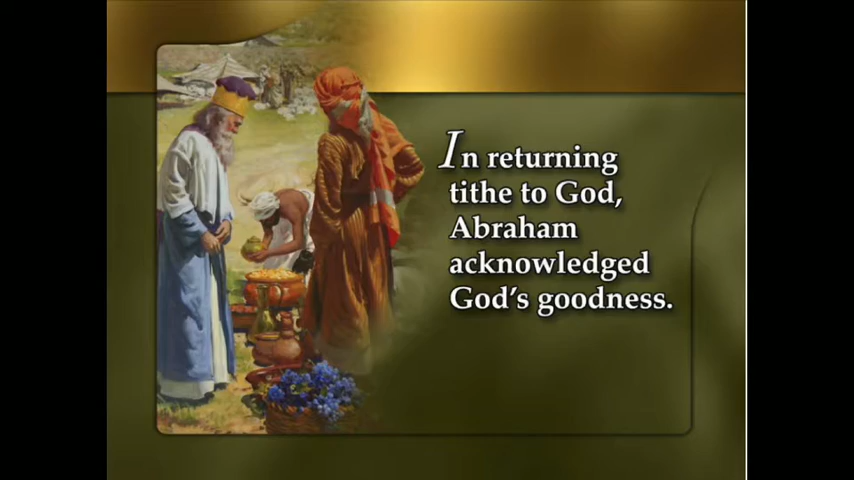 In returning
tithe to God,
Abraham
acknowledged
God's goodness.